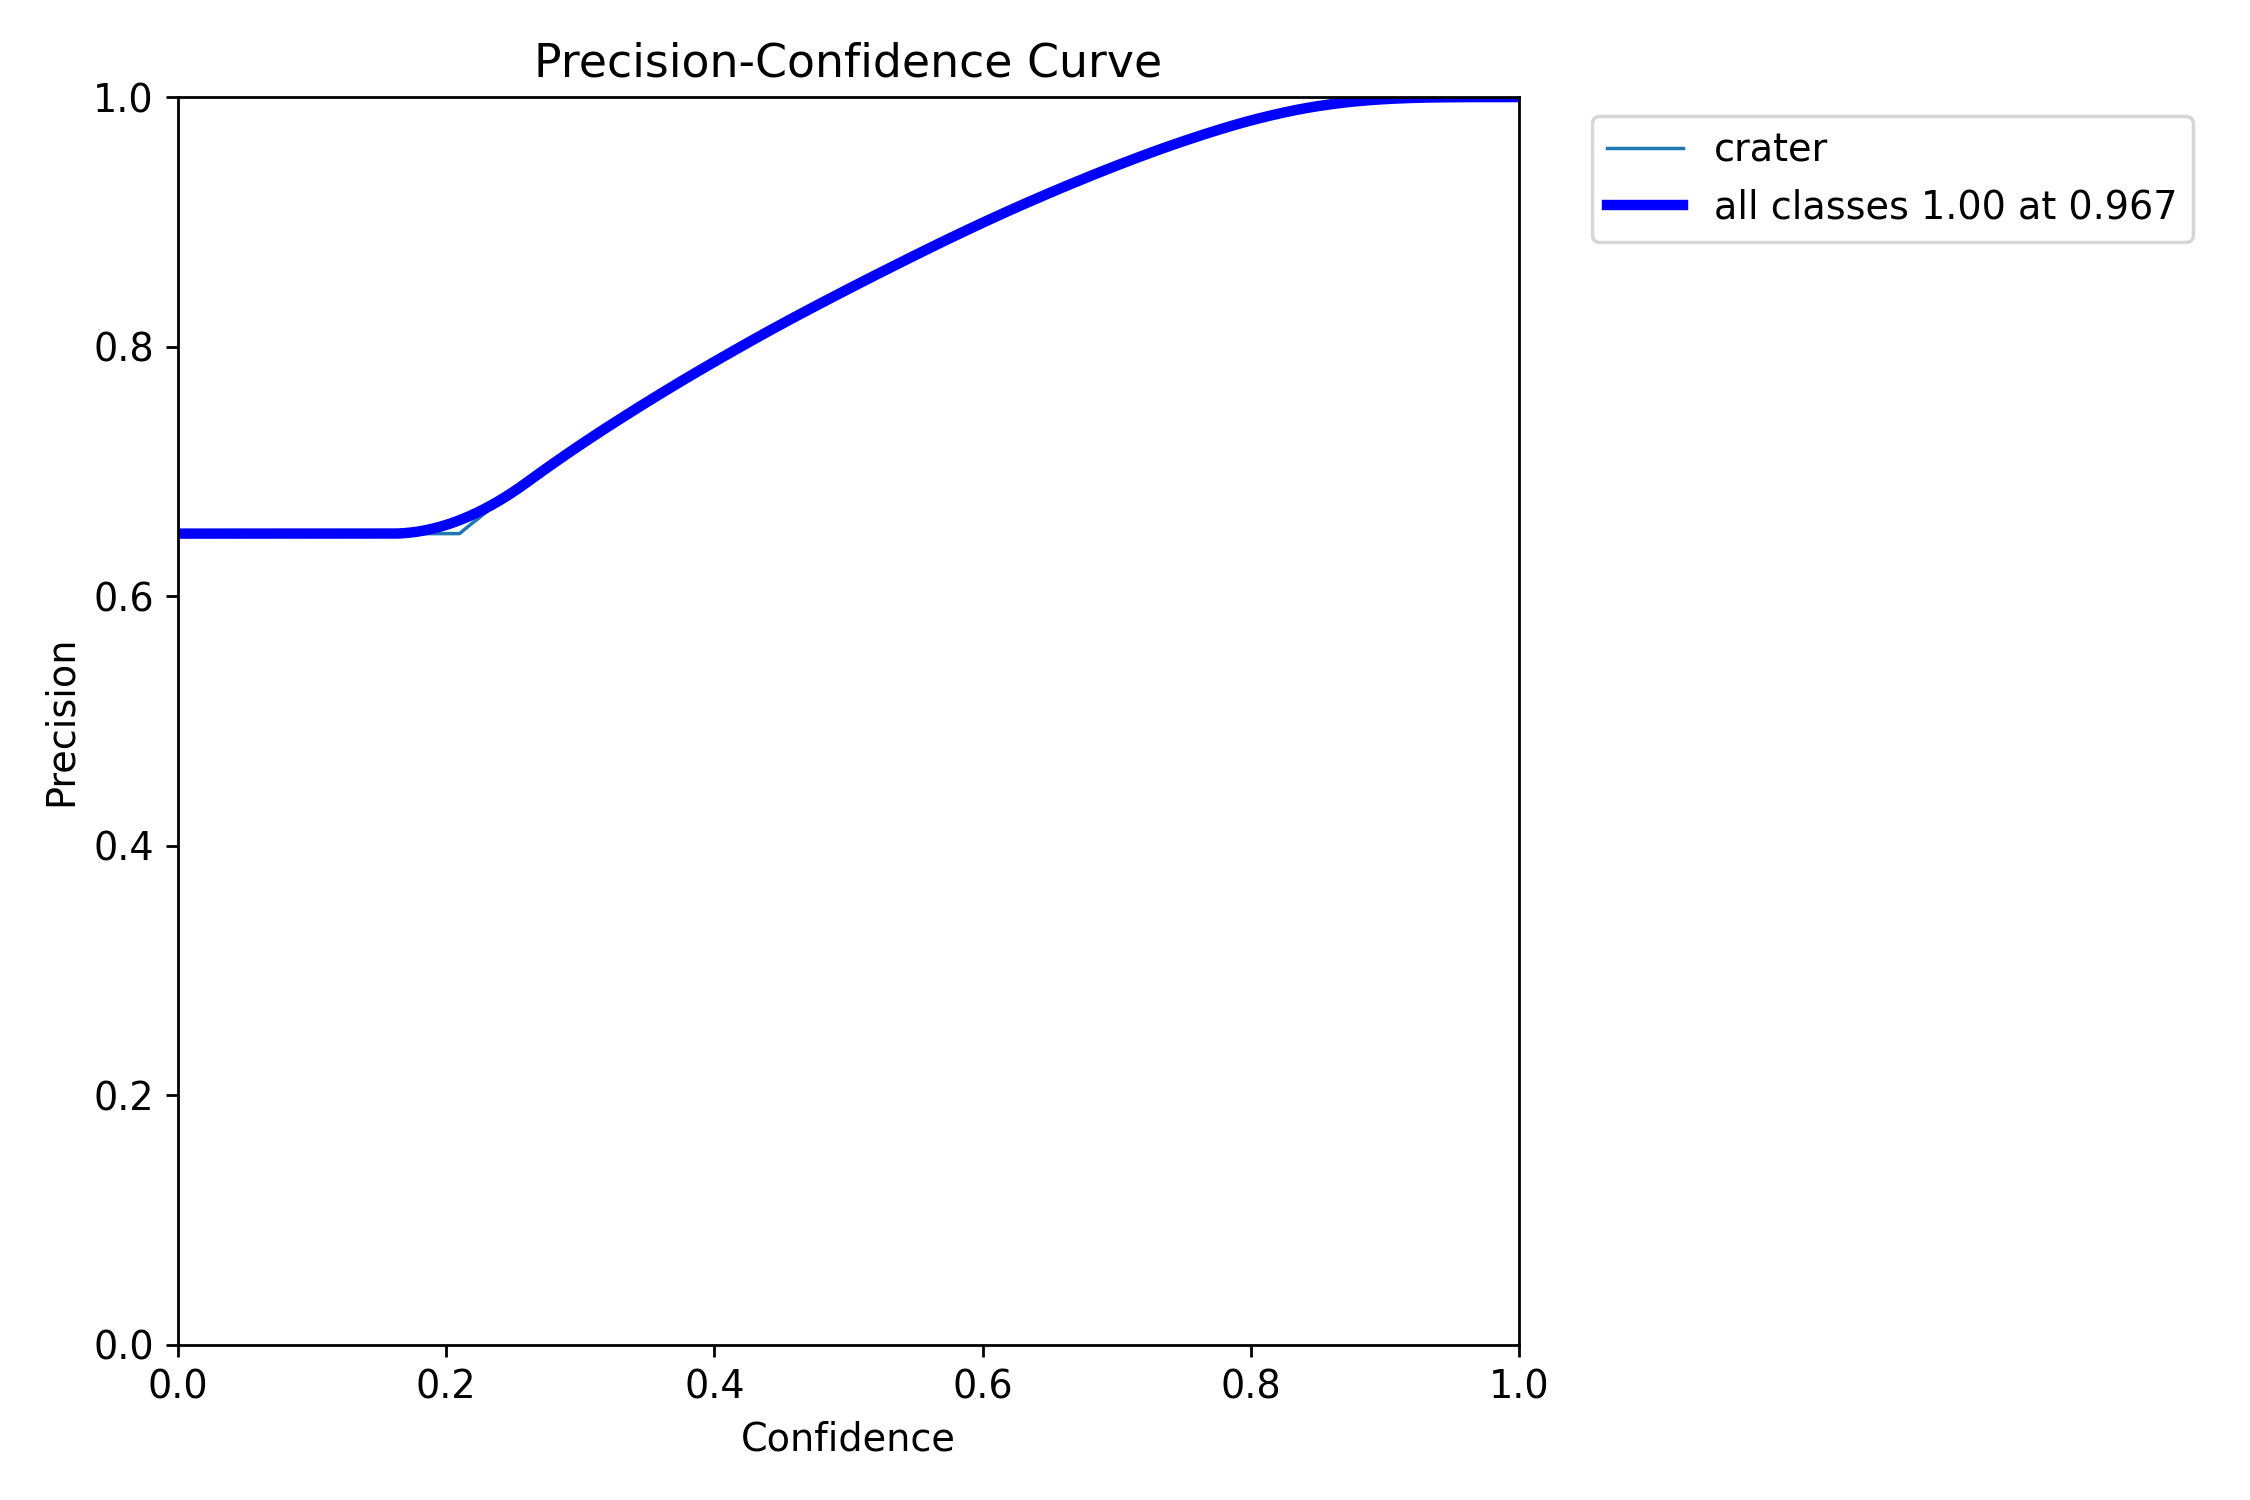 Precision-Confidence Curve
1.0
0.8
0.6
0.4
0.2
0.0
Precision
0.0 0.2 0.4 0.6 0.8 1.0
Confidence
crater
all classes 1.00 at 0.967